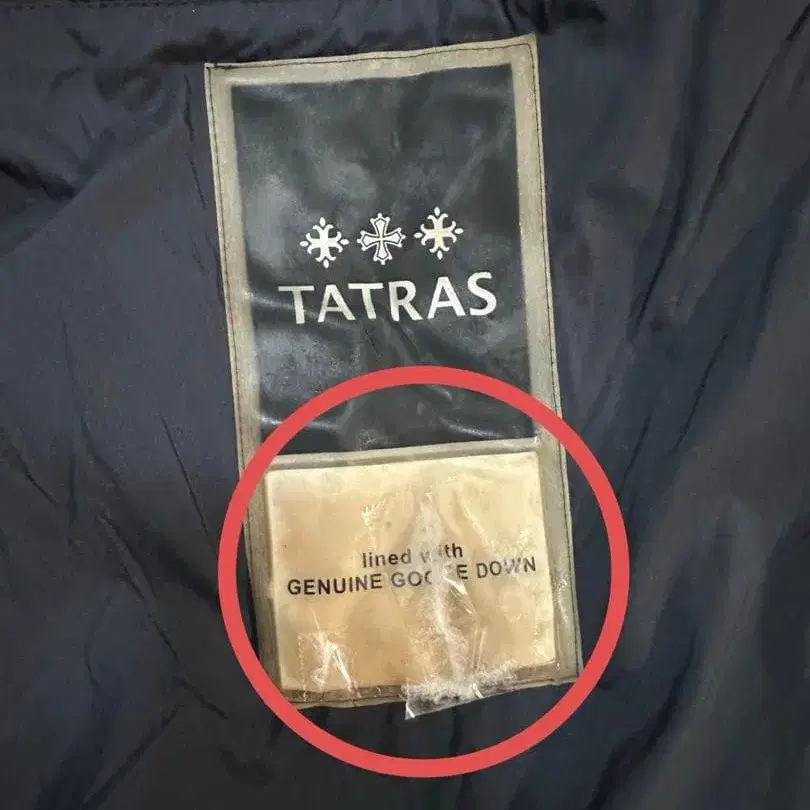 TATRAS
lined with
GENUINE GOOSE DOWN